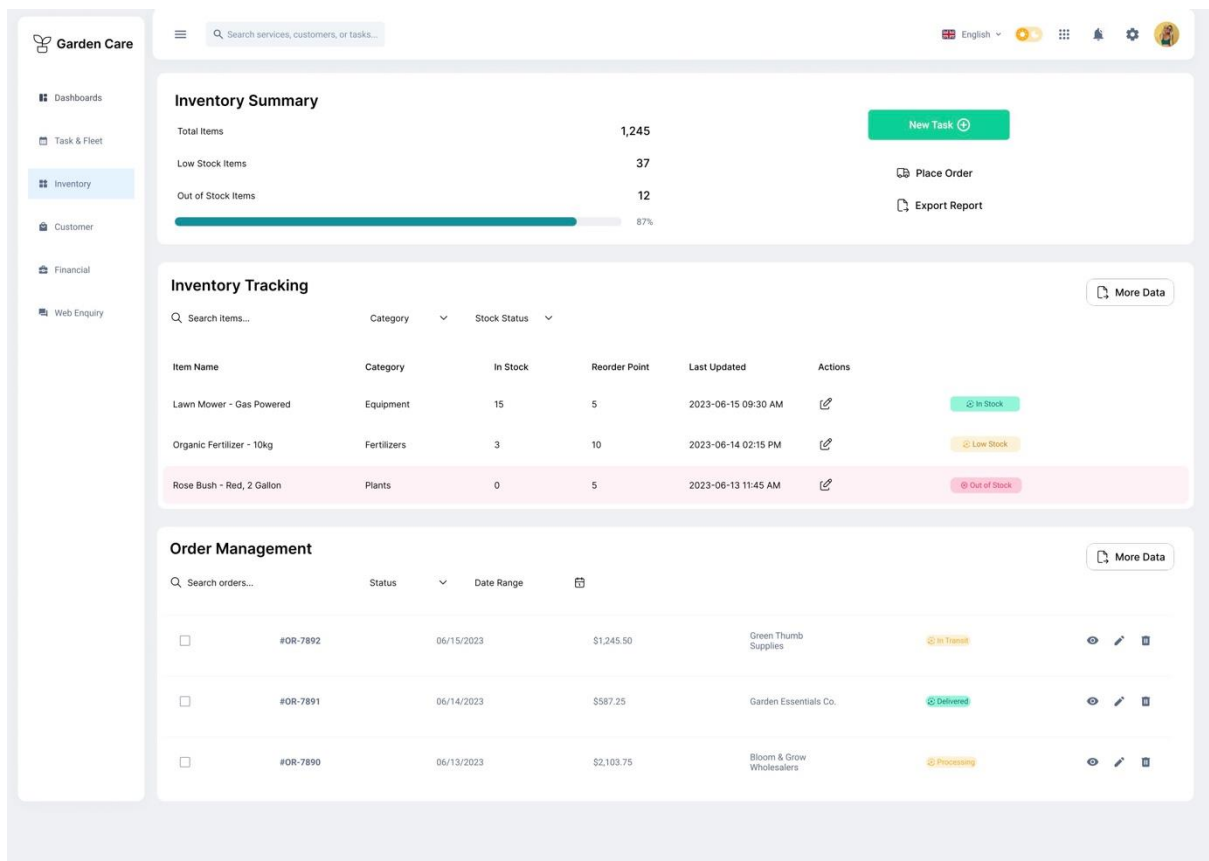 Garden Care
Search services, customers, or tasks...
English
Dashboards
Task & Fleet
Inventory
Customer
Financial
Web Enquiry
Inventory Summary
Total Items 1,245
Low Stock Items 37
Out of Stock Items 12
87%
New Task
Place Order
Export Report
Inventory Tracking
More Data
Search items... Category Stock Status
Item Name Category In Stock Reorder Point Last Updated Actions
Lawn Mower - Gas Powered Equipment 15 5 2023-06-15 09:30 AM In Stock
Organic Fertilizer - 10kg Fertilizers 3 10 2023-06-14 02:15 PM Low Stock
Rose Bush - Red, 2 Gallon Plants 0 5 2023-06-13 11:45 AM Out of Stock
Order Management
More Data
Search orders... Status Date Range
#OR-7892 06/15/2023 $1,245.50 Green Thumb Supplies In Transit
#OR-7891 06/14/2023 $587.25 Garden Essentials Co. Delivered
#OR-7890 06/13/2023 $2,103.75 Bloom & Grow Wholesalers Processing